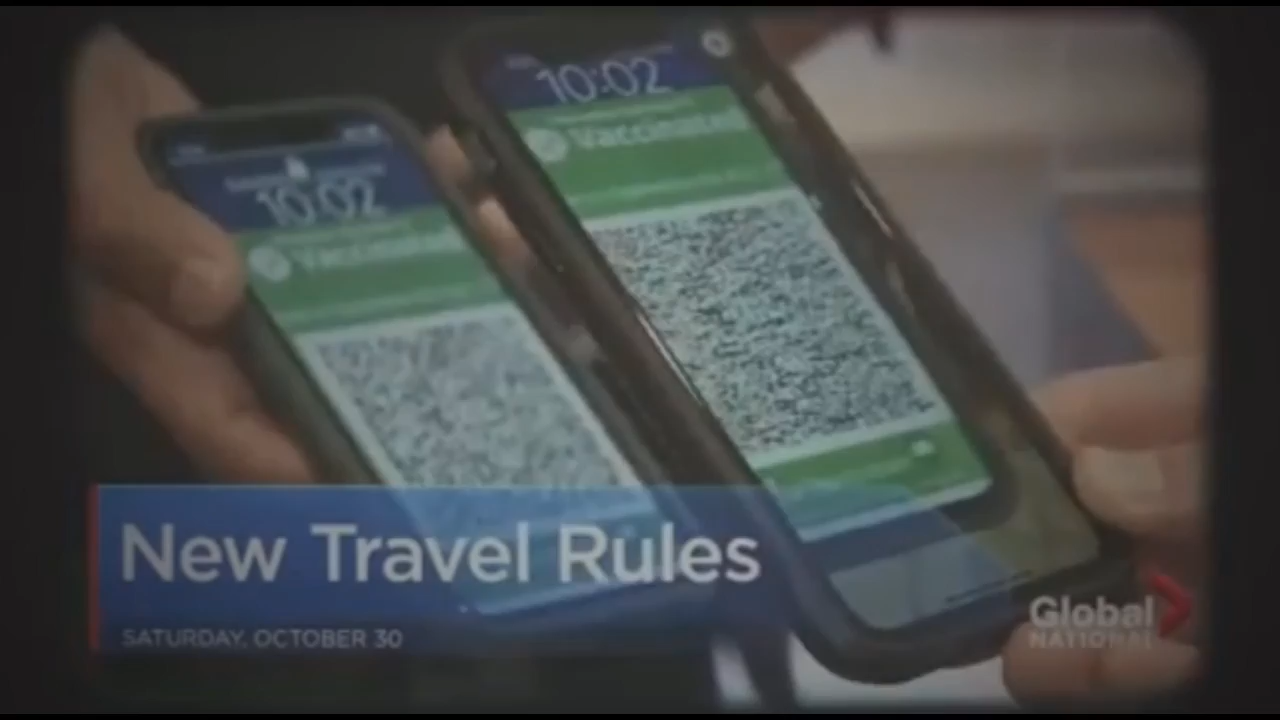 10:02
Vaccinated
10:02
Vaccinated
New Travel Rules
SATURDAY, OCTOBER 30
Global
NATIONAL